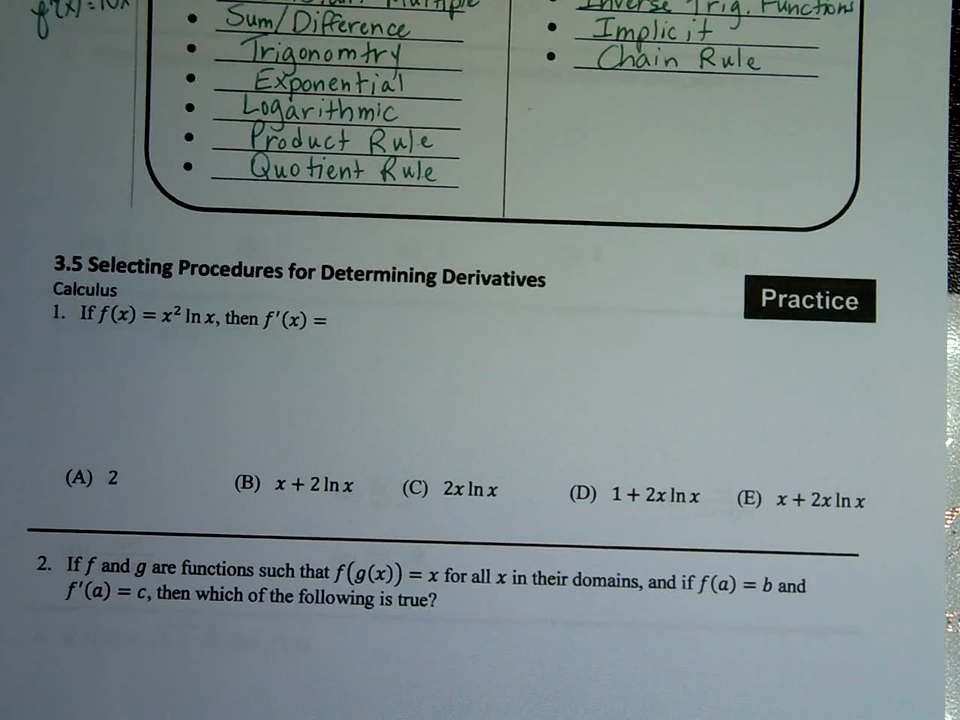 f'(x) = 10x
Multiple
Sum/Difference
Trigonomtry
Exponential
Logarithmic
Product Rule
Quotient Rule
Inverse Trig. Functions
Implicit
Chain Rule
3.5 Selecting Procedures for Determining Derivatives
Calculus
Practice
1. If f(x) = x² ln x, then f′(x) =
(A) 2 (B) x + 2 ln x (C) 2x ln x (D) 1 + 2x ln x (E) x + 2x ln x
2. If f and g are functions such that f(g(x)) = x for all x in their domains, and if f(a) = b and
f′(a) = c, then which of the following is true?